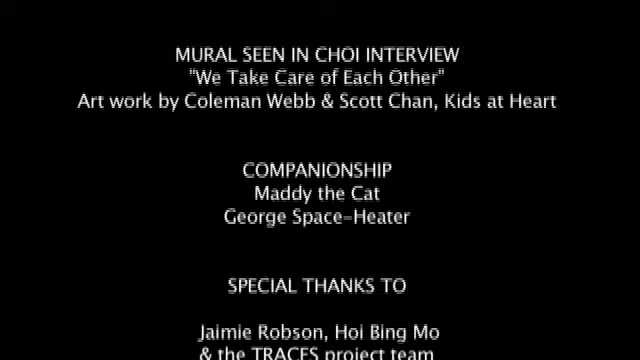 MURAL SEEN IN CHOI INTERVIEW
"We Take Care of Each Other"
Art work by Coleman Webb & Scott Chan, Kids at Heart
COMPANIONSHIP
Maddy the Cat
George Space-Heater
SPECIAL THANKS TO
Jaimie Robson, Hoi Bing Mo
& the TRACES project team